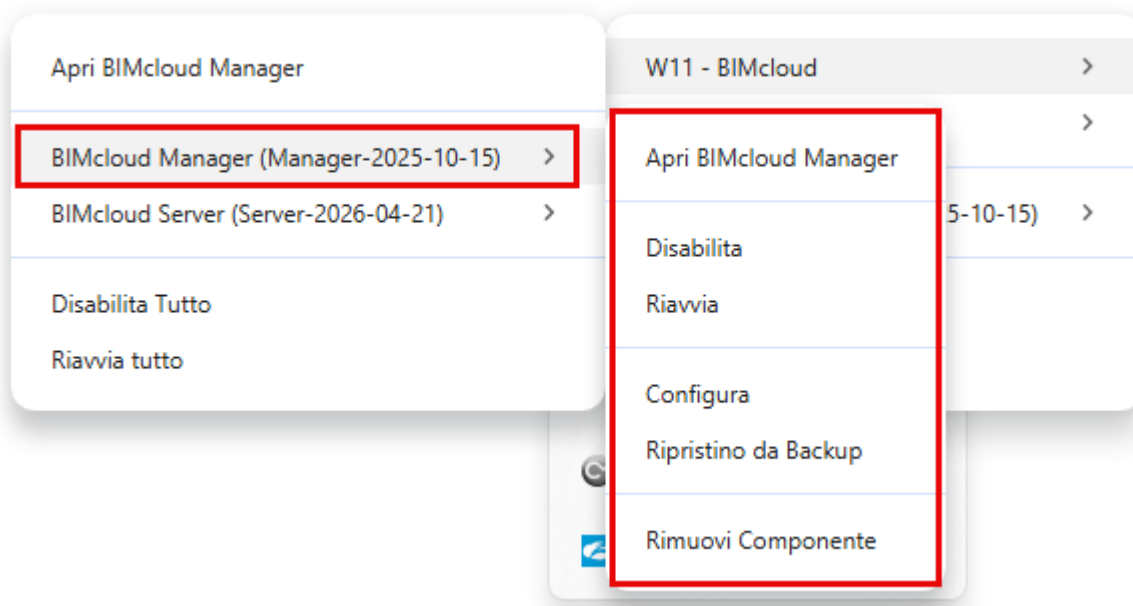 Apri BIMcloud Manager
BIMcloud Manager (Manager-2025-10-15)
BIMcloud Server (Server-2026-04-21)
Disabilita Tutto
Riavvia tutto
W11 - BIMcloud
Apri BIMcloud Manager
Disabilita
Riavvia
Configura
Ripristino da Backup
Rimuovi Componente
5-10-15)